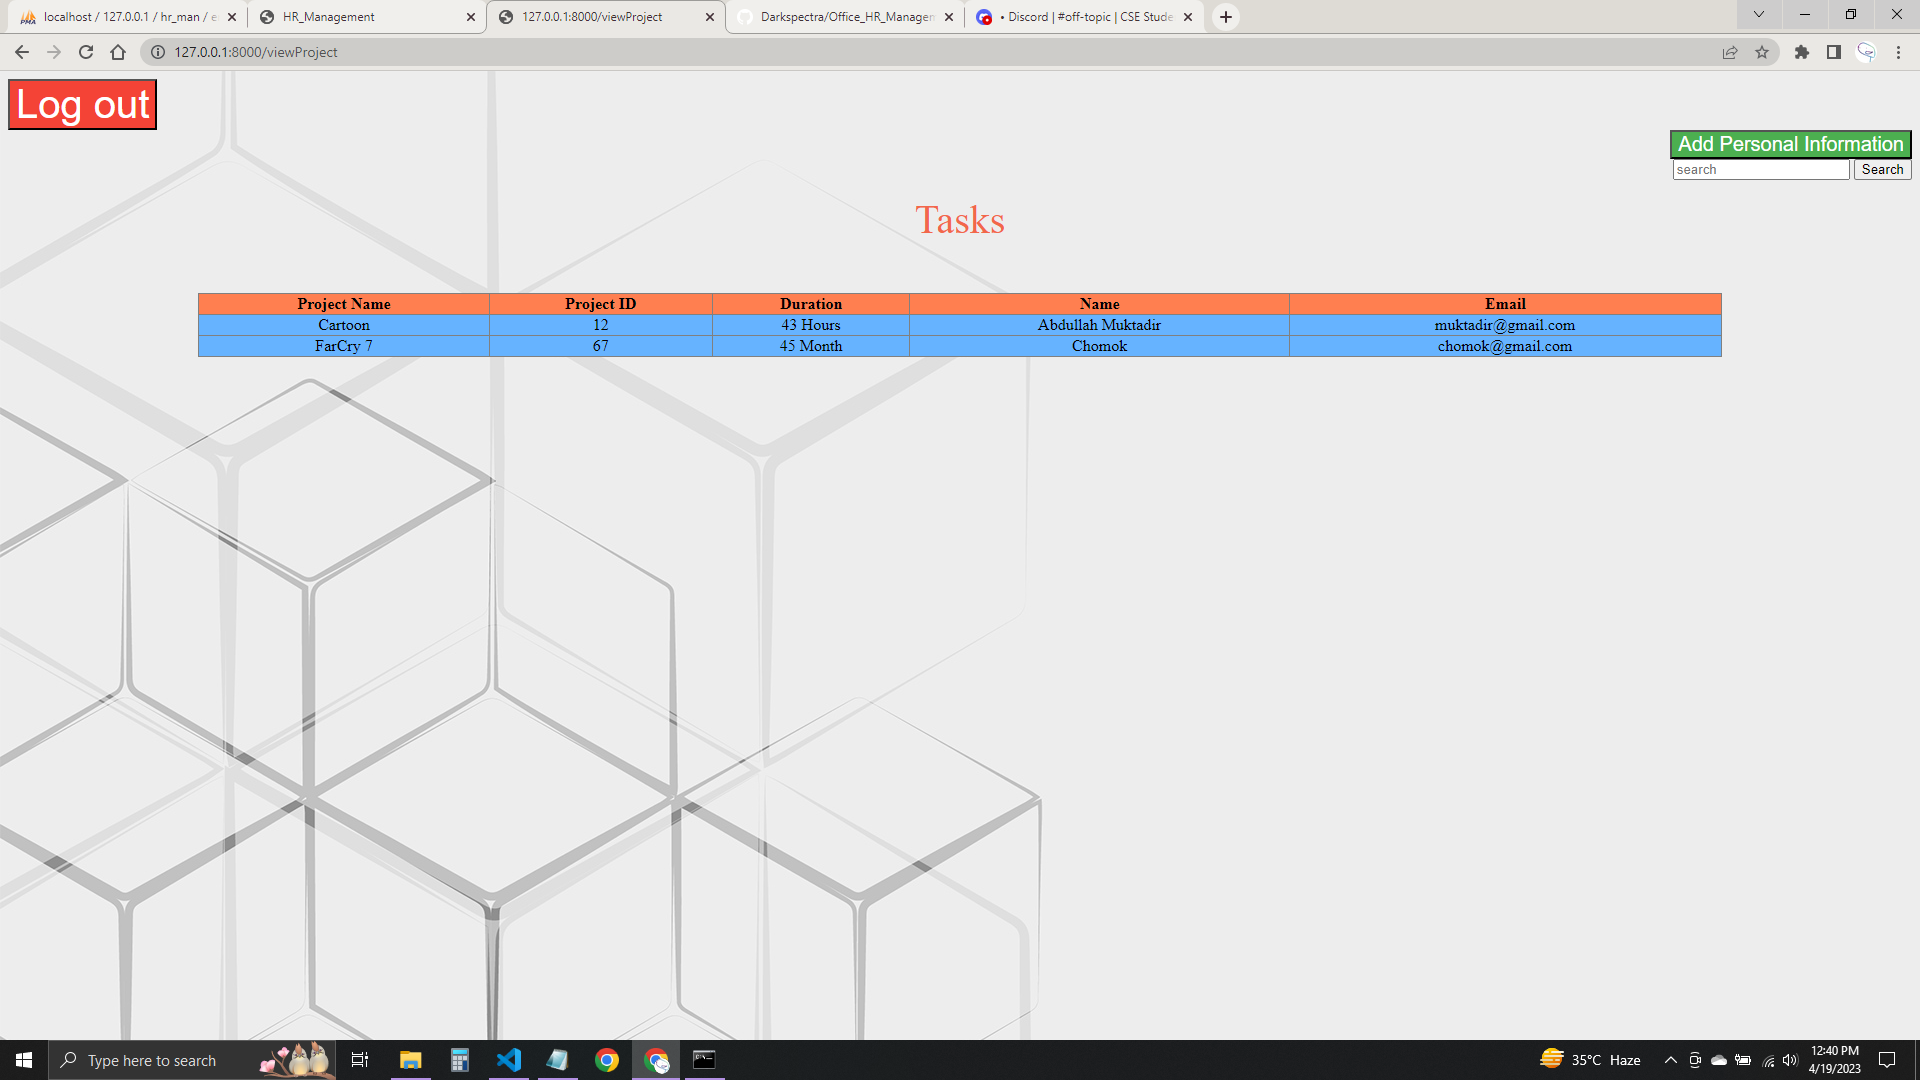 localhost / 127.0.0.1 / hr_man / e
HR_Management
127.0.0.1:8000/viewProject
Darkspectra/Office_HR_Managem
• Discord | #off-topic | CSE Stude
127.0.0.1:8000/viewProject
Log out
Add Personal Information
search
Search
Tasks
Project Name Project ID Duration Name Email
Cartoon 12 43 Hours Abdullah Muktadir muktadir@gmail.com
FarCry 7 67 45 Month Chomok chomok@gmail.com
Type here to search
35°C Haze
12:40 PM
4/19/2023